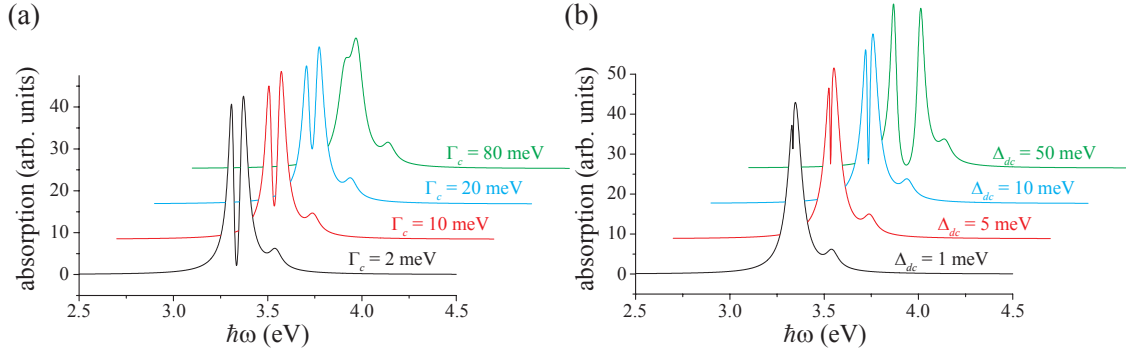 (a)
absorption (arb. units)
40
30
20
10
0
Γc = 80 meV
Γc = 20 meV
Γc = 10 meV
Γc = 2 meV
2.5 3.0 3.5 4.0 4.5
ħω (eV)
(b)
absorption (arb. units)
50
40
30
20
10
0
Δdc = 50 meV
Δdc = 10 meV
Δdc = 5 meV
Δdc = 1 meV
2.5 3.0 3.5 4.0 4.5
ħω (eV)